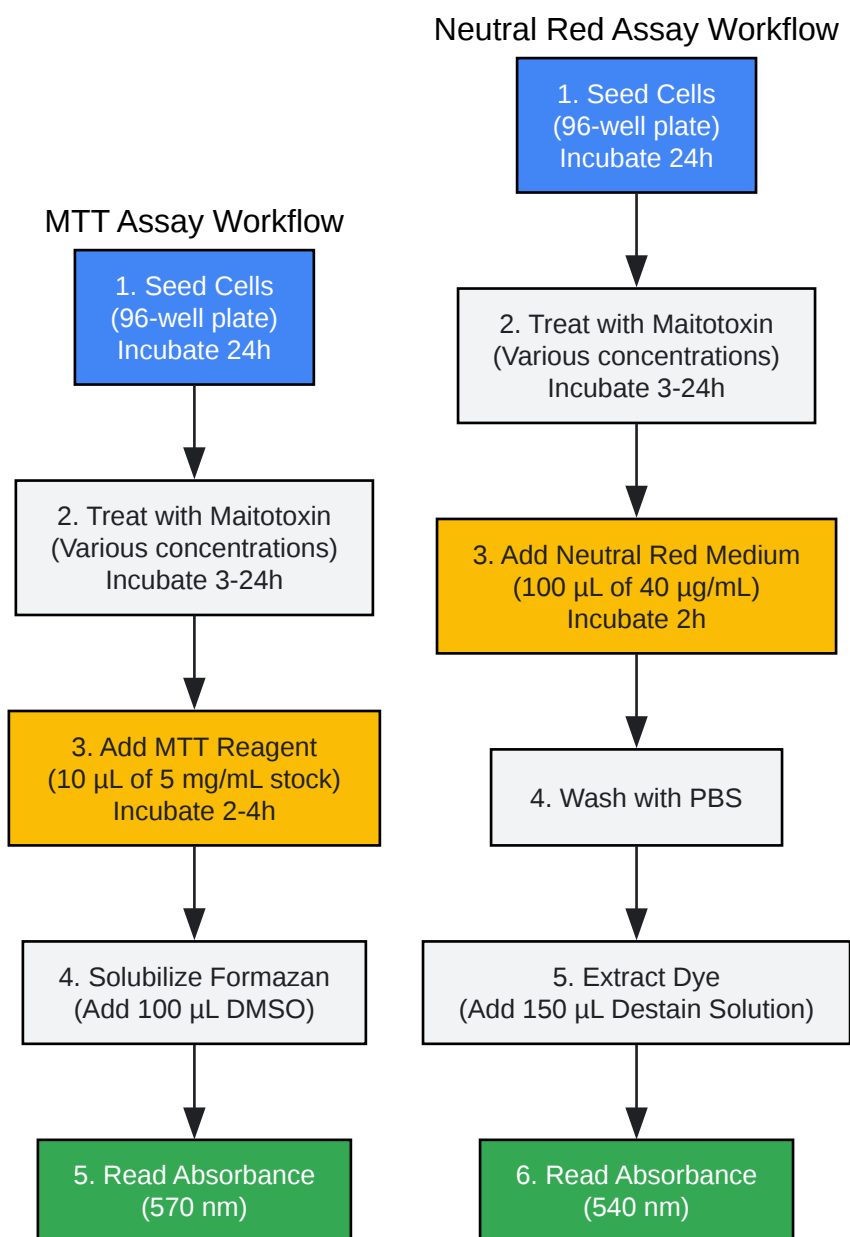 MTT Assay Workflow
1. Seed Cells
(96-well plate)
Incubate 24h
2. Treat with Maitotoxin
(Various concentrations)
Incubate 3-24h
3. Add MTT Reagent
(10 µL of 5 mg/mL stock)
Incubate 2-4h
4. Solubilize Formazan
(Add 100 µL DMSO)
5. Read Absorbance
(570 nm)
Neutral Red Assay Workflow
1. Seed Cells
(96-well plate)
Incubate 24h
2. Treat with Maitotoxin
(Various concentrations)
Incubate 3-24h
3. Add Neutral Red Medium
(100 µL of 40 µg/mL)
Incubate 2h
4. Wash with PBS
5. Extract Dye
(Add 150 µL Destain Solution)
6. Read Absorbance
(540 nm)